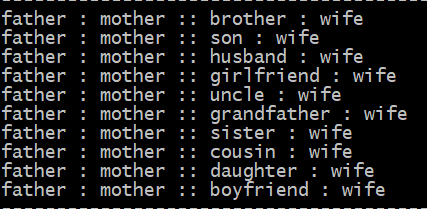 father : mother :: brother : wife
father : mother :: son : wife
father : mother :: husband : wife
father : mother :: girlfriend : wife
father : mother :: uncle : wife
father : mother :: grandfather : wife
father : mother :: sister : wife
father : mother :: cousin : wife
father : mother :: daughter : wife
father : mother :: boyfriend : wife